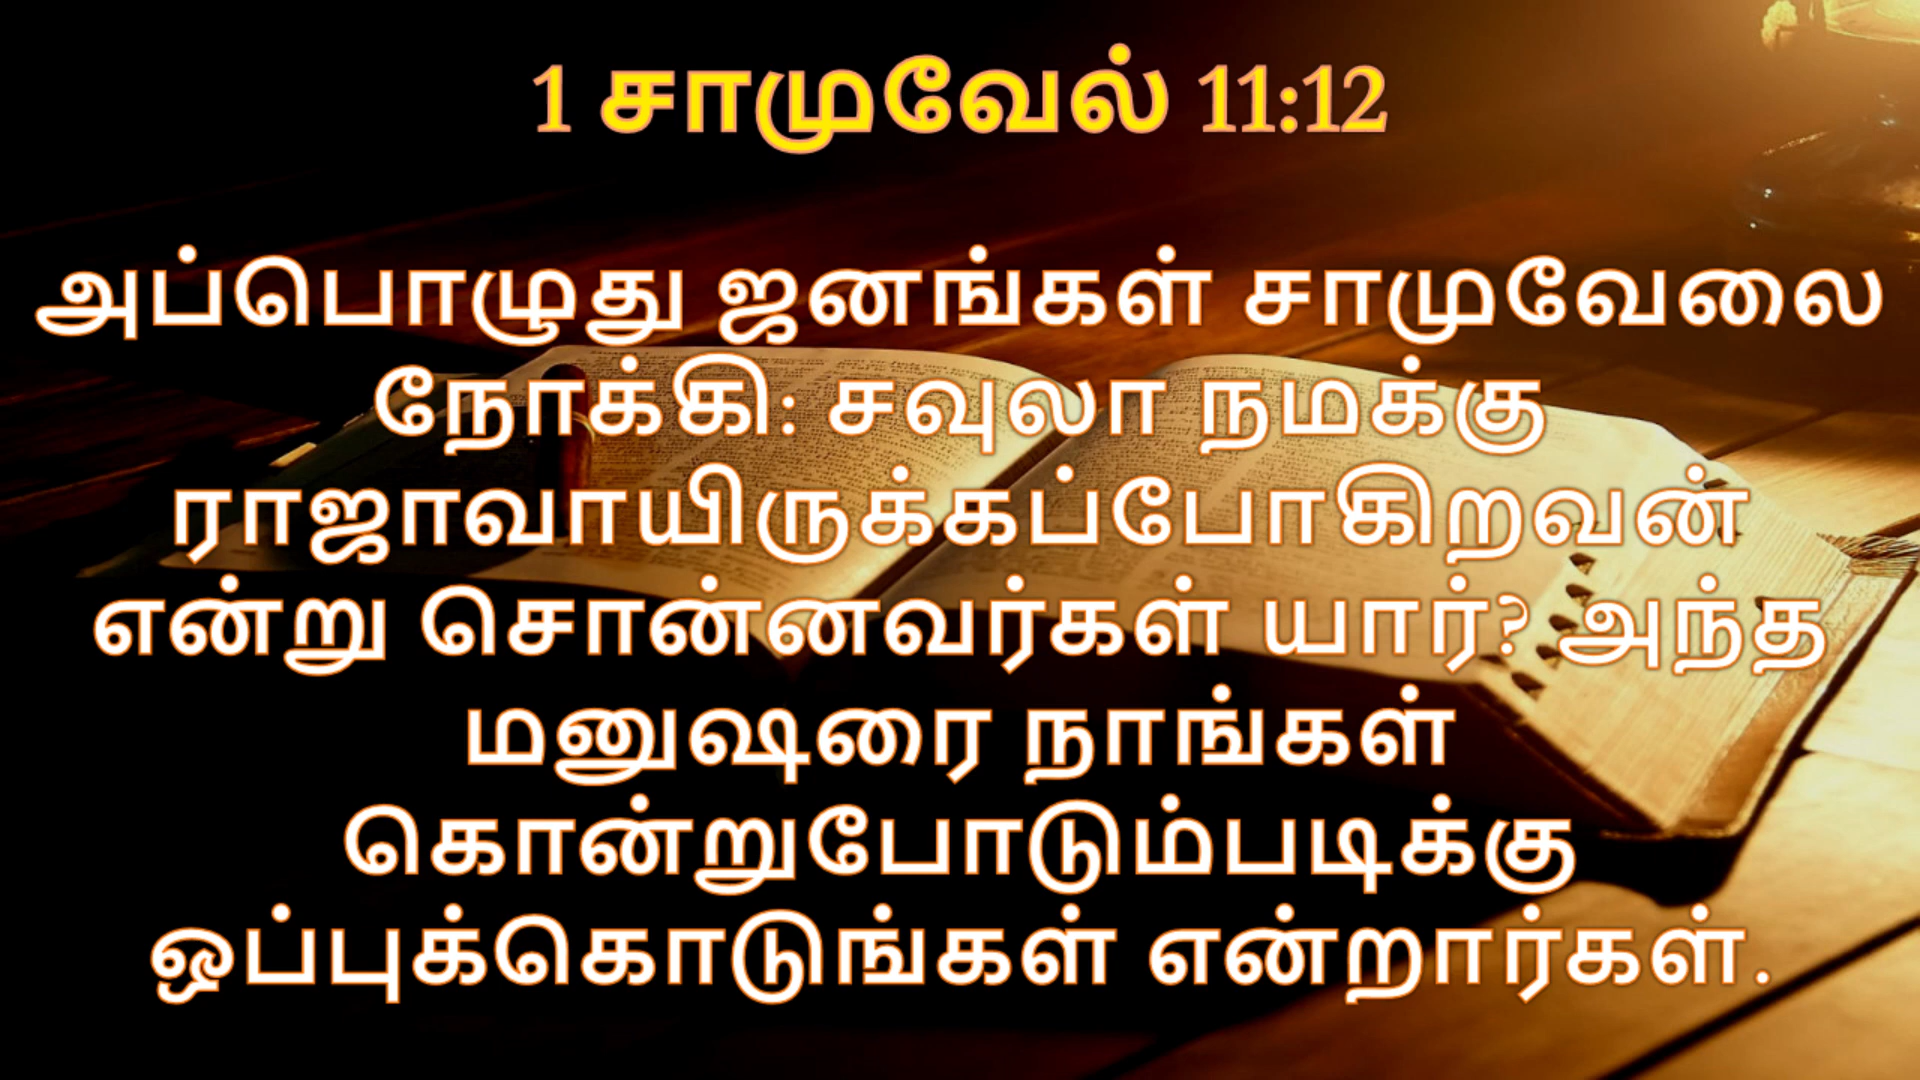 1 சாமுவேல் 11:12
அப்பொழுது ஜனங்கள் சாமுவேலை
நோக்கி: சவுலா நமக்கு
ராஜாவாயிருக்கப்போகிறவன்
என்று சொன்னவர்கள் யார்? அந்த
மனுஷரை நாங்கள்
கொன்றுபோடும்படிக்கு
ஒப்புக்கொடுங்கள் என்றார்கள்.